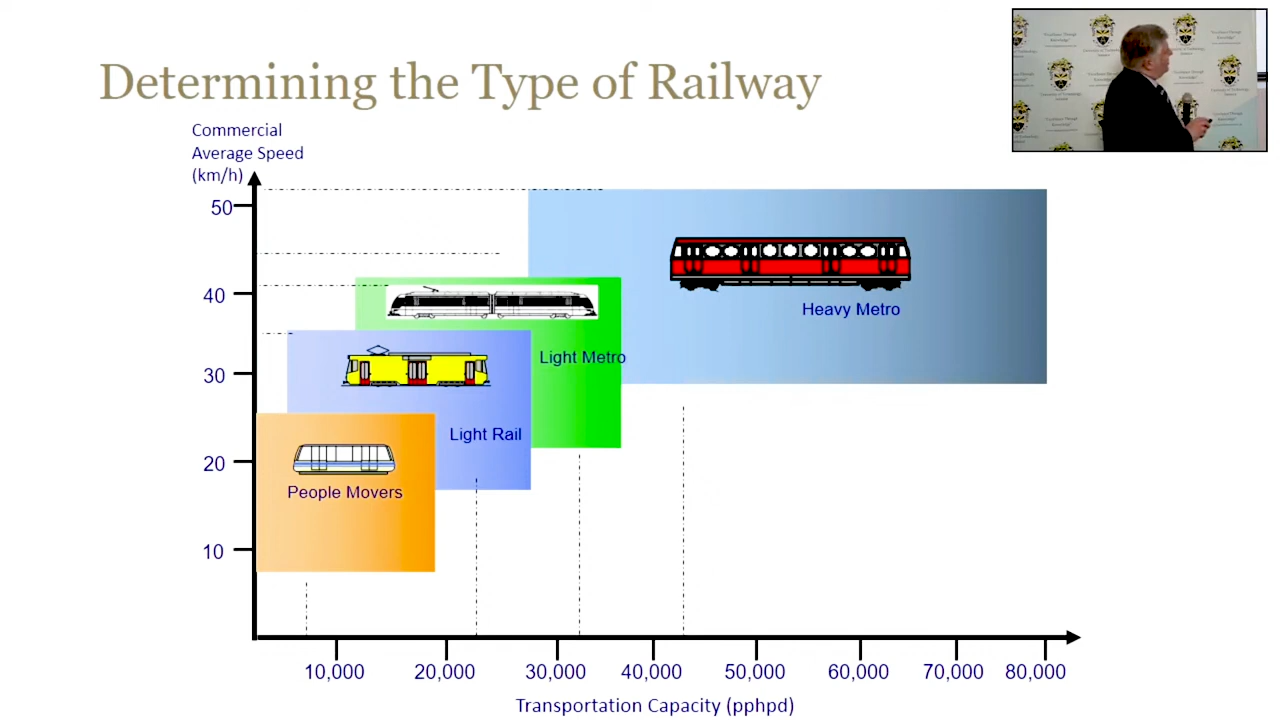 Determining the Type of Railway
Commercial
Average Speed
(km/h)
50
40
30
20
10
Heavy Metro
Light Metro
Light Rail
People Movers
10,000
20,000
30,000
40,000
50,000
60,000
70,000
80,000
Transportation Capacity (pphpd)